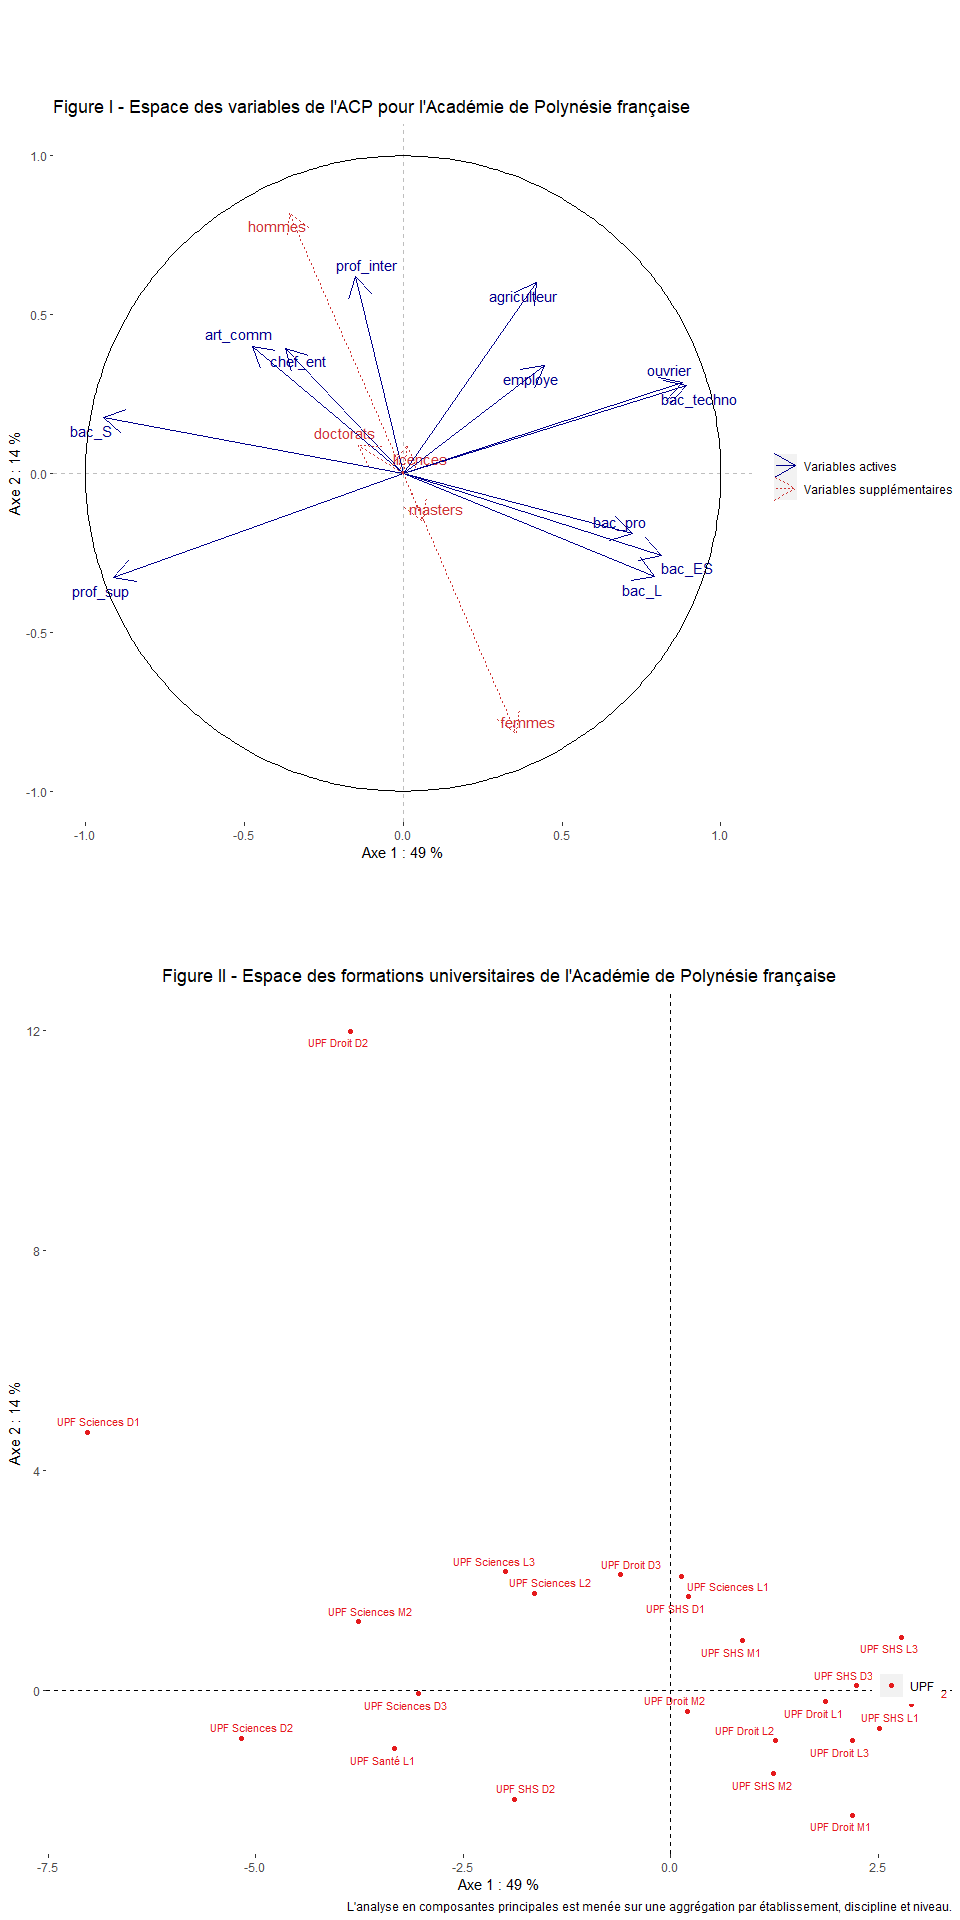 Figure I - Espace des variables de l'ACP pour l'Académie de Polynésie française
1.0
hommes
prof_inter
agriculteur
0.5
art_comm
chef_ent
employe
ouvrier
bac_techno
bac_S
doctorats
licences
0.0
Variables actives
Variables supplémentaires
Axe 2 : 14 %
masters
bac_pro
bac_ES
bac_L
prof_sup
-0.5
femmes
-1.0
-1.0 -0.5 0.0 0.5 1.0
Axe 1 : 49 %
Figure II - Espace des formations universitaires de l'Académie de Polynésie française
12
UPF Droit D2
8
Axe 2 : 14 %
UPF Sciences D1
4
UPF Sciences L3
UPF Droit D3
UPF Sciences L2
UPF Sciences L1
UPF SHS D1
UPF Sciences M2
UPF SHS M1
UPF SHS L3
UPF SHS D3
UPF
0
2
UPF Droit M2
UPF Sciences D3
UPF Droit L1
UPF SHS L1
UPF Sciences D2
UPF Droit L2
UPF Santé L1
UPF Droit L3
UPF SHS D2
UPF SHS M2
UPF Droit M1
-7.5 -5.0 -2.5 0.0 2.5
Axe 1 : 49 %
L'analyse en composantes principales est menée sur une aggrégation par établissement, discipline et niveau.